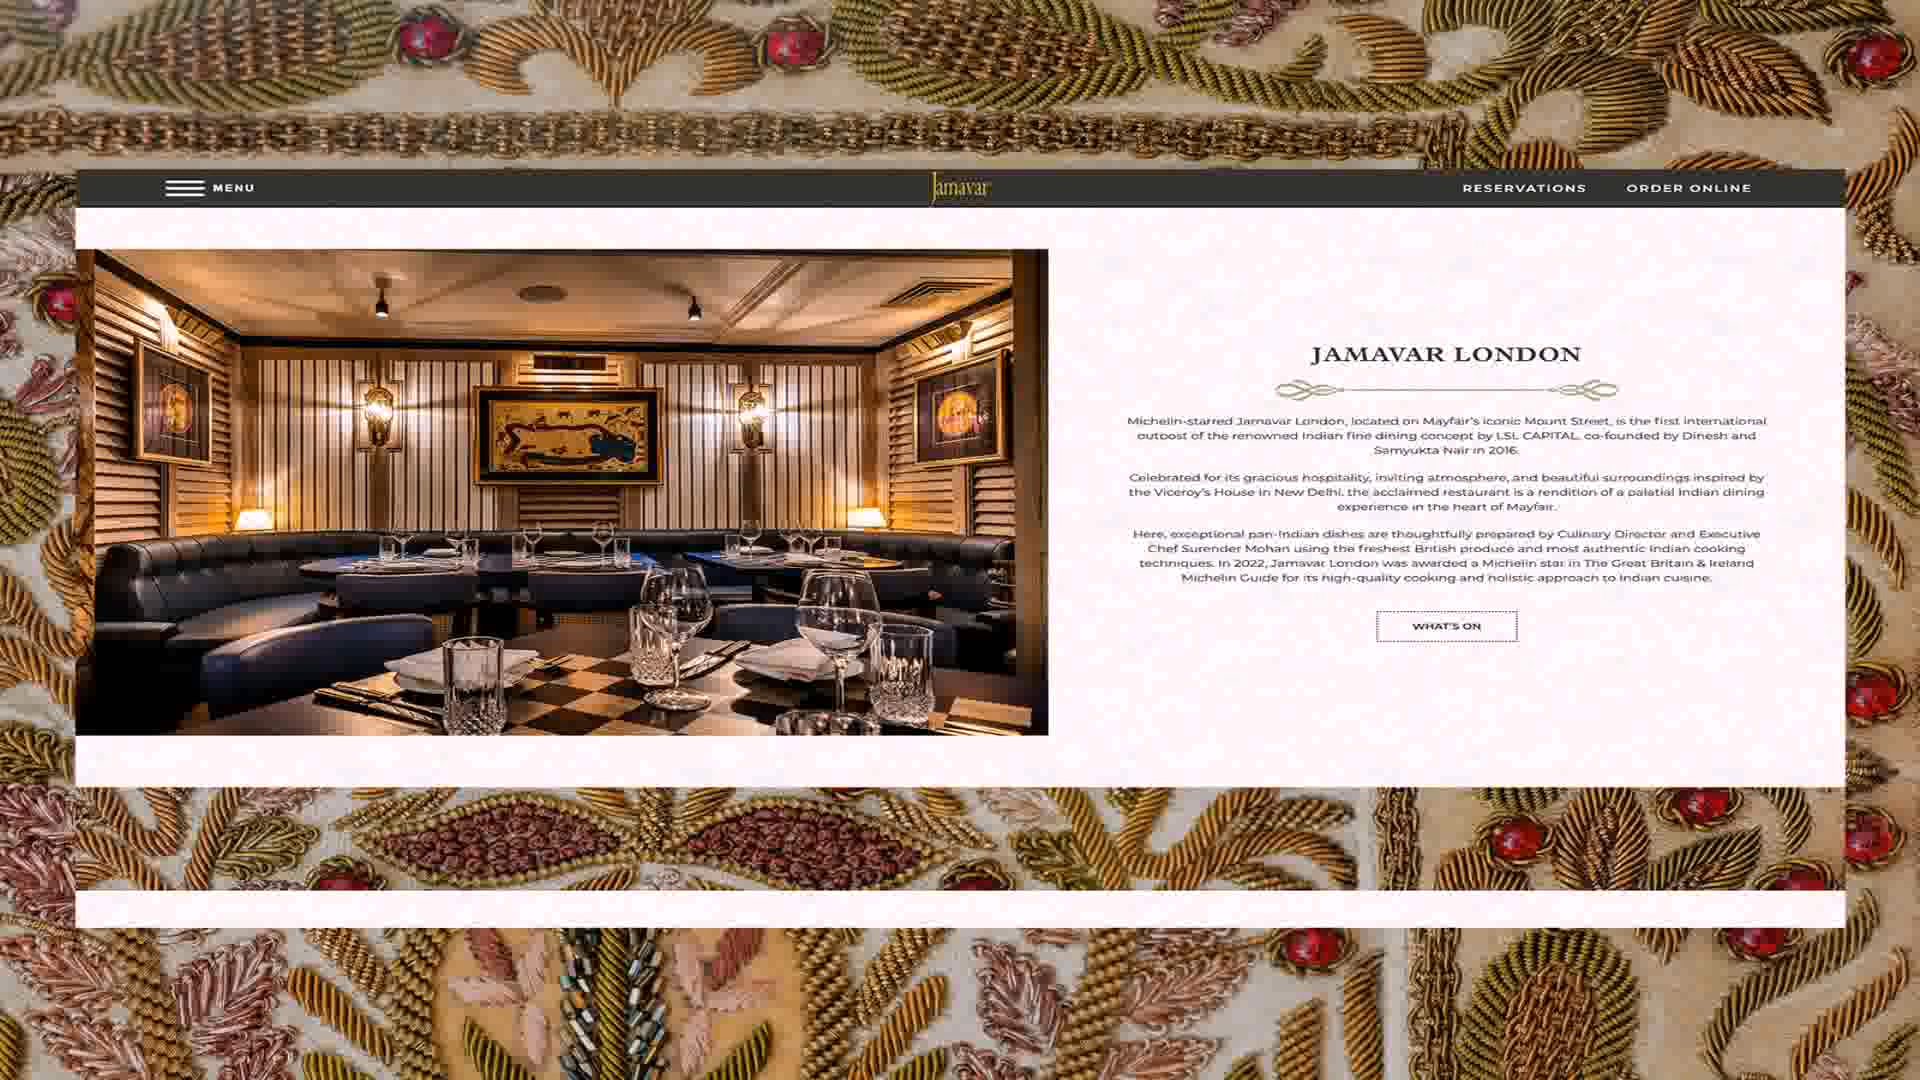 MENU
Jamavar
RESERVATIONS
ORDER ONLINE
JAMAVAR LONDON
Michelin-starred Jamavar London, located on Mayfair's iconic Mount Street, is the first international
outpost of the renowned Indian fine dining concept by LSL CAPITAL, co-founded by Dinesh and
Samyukta Nair in 2016.
Celebrated for its gracious hospitality, inviting atmosphere, and beautiful surroundings inspired by
the Viceroy's House in New Delhi, the acclaimed restaurant is a rendition of a palatial Indian dining
experience in the heart of Mayfair.
Here, exceptional pan-Indian dishes are thoughtfully prepared by Culinary Director and Executive
Chef Surender Mohan using the freshest British produce and most authentic Indian cooking
techniques. In 2022, Jamavar London was awarded a Michelin star in The Great Britain & Ireland
Michelin Guide for its high-quality cooking and holistic approach to Indian cuisine.
WHAT'S ON